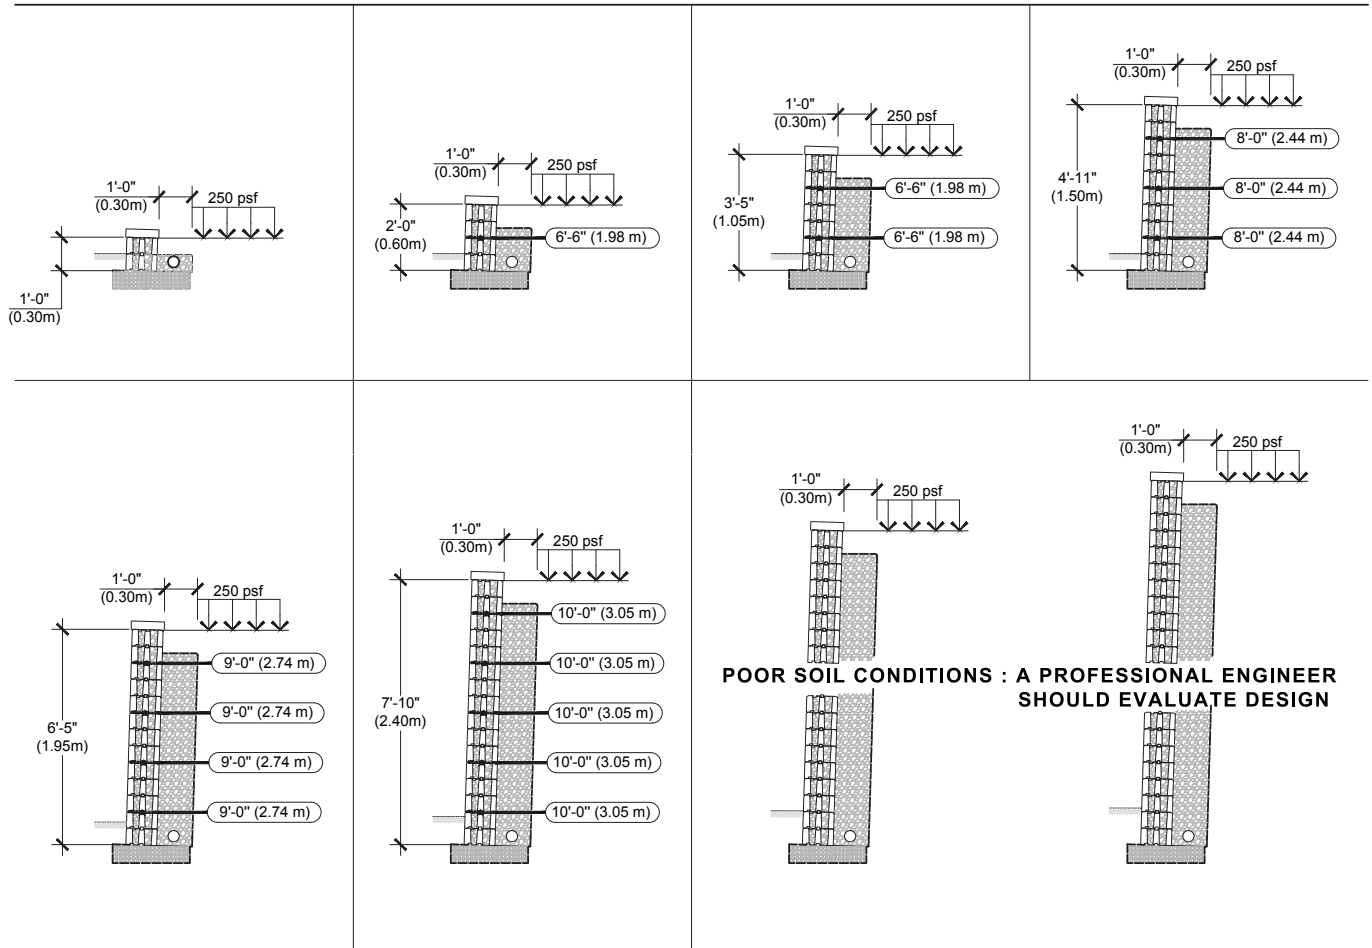 1'-0"
(0.30m)
250 psf
1'-0"
(0.30m)
1'-0"
(0.30m)
250 psf
2'-0"
(0.60m)
6'-6" (1.98 m)
1'-0"
(0.30m)
250 psf
3'-5"
(1.05m)
6'-6" (1.98 m)
6'-6" (1.98 m)
1'-0"
(0.30m)
250 psf
4'-11"
(1.50m)
8'-0" (2.44 m)
8'-0" (2.44 m)
8'-0" (2.44 m)
1'-0"
(0.30m)
250 psf
6'-5"
(1.95m)
9'-0" (2.74 m)
9'-0" (2.74 m)
9'-0" (2.74 m)
9'-0" (2.74 m)
1'-0"
(0.30m)
250 psf
7'-10"
(2.40m)
10'-0" (3.05 m)
10'-0" (3.05 m)
10'-0" (3.05 m)
10'-0" (3.05 m)
10'-0" (3.05 m)
1'-0"
(0.30m)
250 psf
1'-0"
(0.30m)
250 psf
POOR SOIL CONDITIONS : A PROFESSIONAL ENGINEER
SHOULD EVALUATE DESIGN